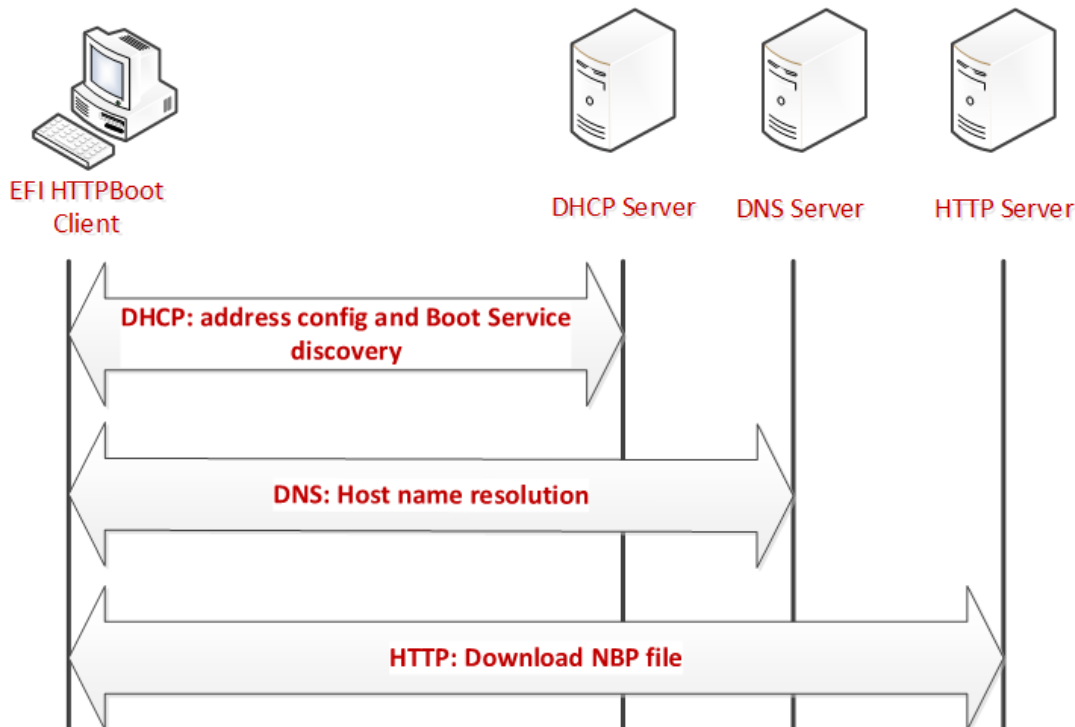 EFI HTTPBoot
Client
DHCP Server
DNS Server
HTTP Server
DHCP: address config and Boot Service
discovery
DNS: Host name resolution
HTTP: Download NBP file